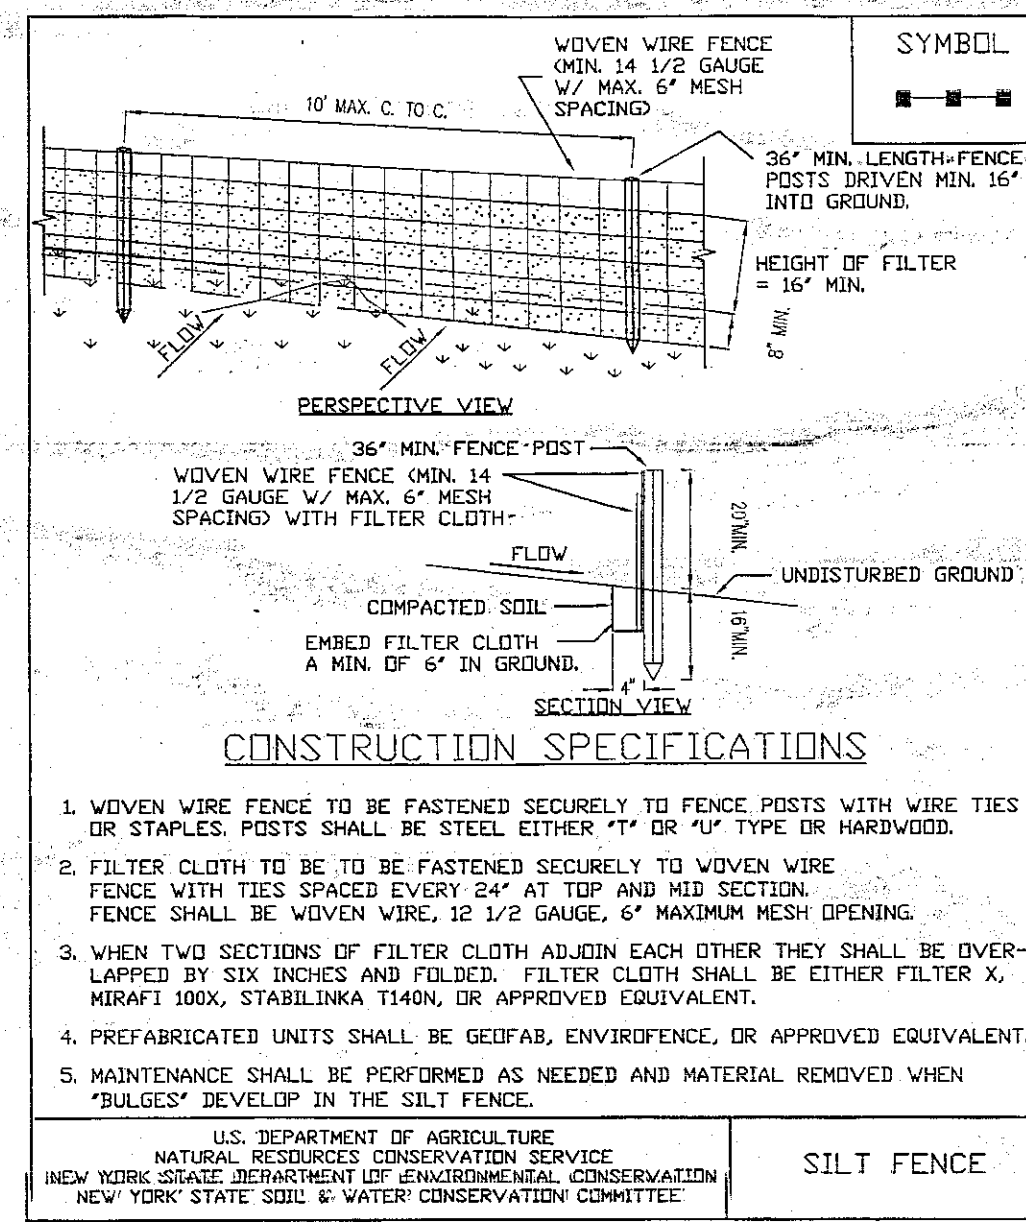 WOVEN WIRE FENCE
(MIN. 14 1/2 GAUGE
W/ MAX. 6" MESH
SPACING)
SYMBOL
10' MAX. C. TO C.
36" MIN. LENGTH FENCE
POSTS DRIVEN MIN. 16"
INTO GROUND.
HEIGHT OF FILTER
= 16" MIN.
8" MIN.
FLOW
FLOW
PERSPECTIVE VIEW
36" MIN. FENCE POST
WOVEN WIRE FENCE (MIN. 14
1/2 GAUGE W/ MAX. 6" MESH
SPACING) WITH FILTER CLOTH
20"MIN.
FLOW
UNDISTURBED GROUND
COMPACTED SOIL
16"MIN.
EMBED FILTER CLOTH
A MIN. OF 6" IN GROUND.
4"
SECTION VIEW
CONSTRUCTION SPECIFICATIONS
1. WOVEN WIRE FENCE TO BE FASTENED SECURELY TO FENCE POSTS WITH WIRE TIES
OR STAPLES. POSTS SHALL BE STEEL EITHER "T" OR "U" TYPE OR HARDWOOD.
2. FILTER CLOTH TO BE TO BE FASTENED SECURELY TO WOVEN WIRE
FENCE WITH TIES SPACED EVERY 24" AT TOP AND MID SECTION.
FENCE SHALL BE WOVEN WIRE, 12 1/2 GAUGE, 6" MAXIMUM MESH OPENING.
3. WHEN TWO SECTIONS OF FILTER CLOTH ADJOIN EACH OTHER THEY SHALL BE OVER-
LAPPED BY SIX INCHES AND FOLDED. FILTER CLOTH SHALL BE EITHER FILTER X,
MIRAFI 100X, STABILINKA T140N, OR APPROVED EQUIVALENT.
4. PREFABRICATED UNITS SHALL BE GEOFAB, ENVIROFENCE, OR APPROVED EQUIVALENT.
5. MAINTENANCE SHALL BE PERFORMED AS NEEDED AND MATERIAL REMOVED WHEN
"BULGES" DEVELOP IN THE SILT FENCE.
U.S. DEPARTMENT OF AGRICULTURE
NATURAL RESOURCES CONSERVATION SERVICE
NEW YORK STATE DEPARTMENT OF ENVIRONMENTAL CONSERVATION
NEW YORK STATE SOIL & WATER CONSERVATION COMMITTEE
SILT FENCE